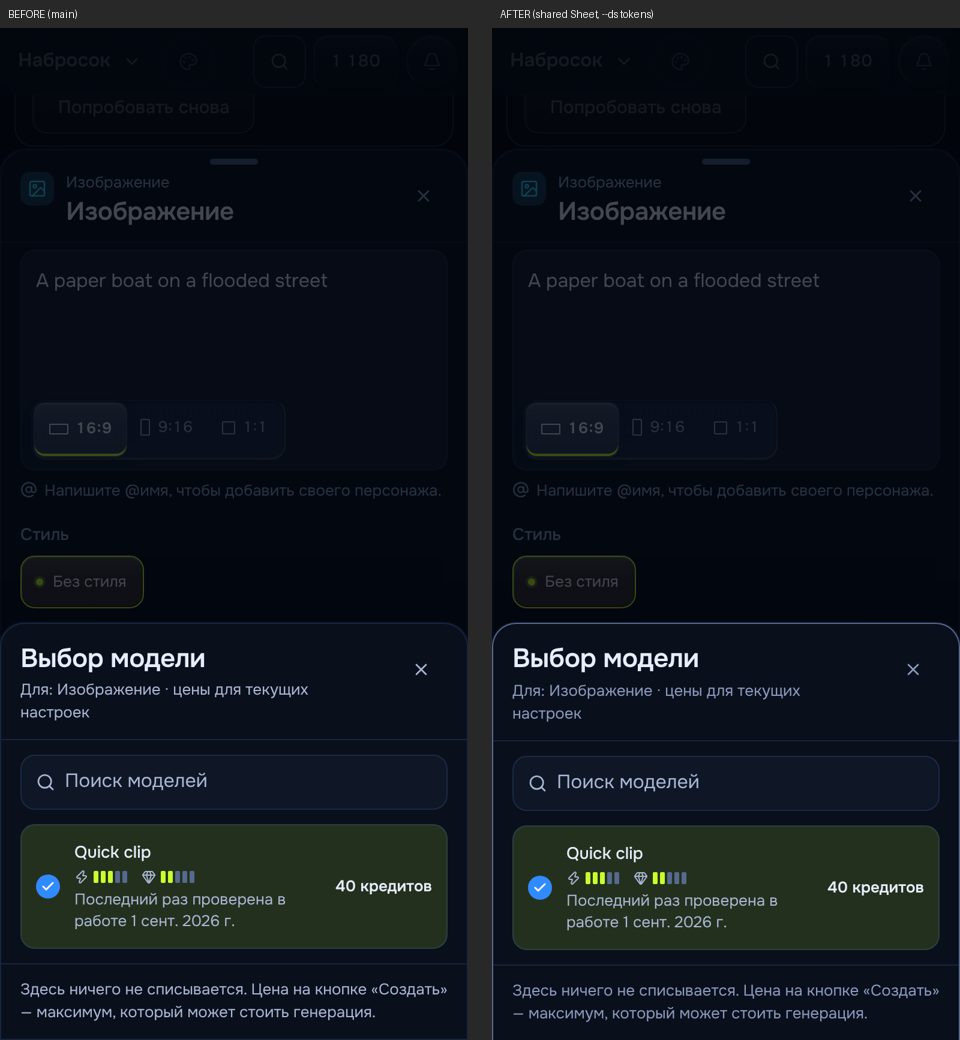 BEFORE (main)
Набросок
1 180
Попробовать снова
Изображение
Изображение
A paper boat on a flooded street
16:9
9:16
1:1
@ Напишите @имя, чтобы добавить своего персонажа.
Стиль
Без стиля
Выбор модели
Для: Изображение · цены для текущих
настроек
Поиск моделей
Quick clip
40 кредитов
Последний раз проверена в
работе 1 сент. 2026 г.
Здесь ничего не списывается. Цена на кнопке «Создать»
— максимум, который может стоить генерация.
AFTER (shared Sheet, --ds tokens)
Набросок
1 180
Попробовать снова
Изображение
Изображение
A paper boat on a flooded street
16:9
9:16
1:1
@ Напишите @имя, чтобы добавить своего персонажа.
Стиль
Без стиля
Выбор модели
Для: Изображение · цены для текущих
настроек
Поиск моделей
Quick clip
40 кредитов
Последний раз проверена в
работе 1 сент. 2026 г.
Здесь ничего не списывается. Цена на кнопке «Создать»
— максимум, который может стоить генерация.